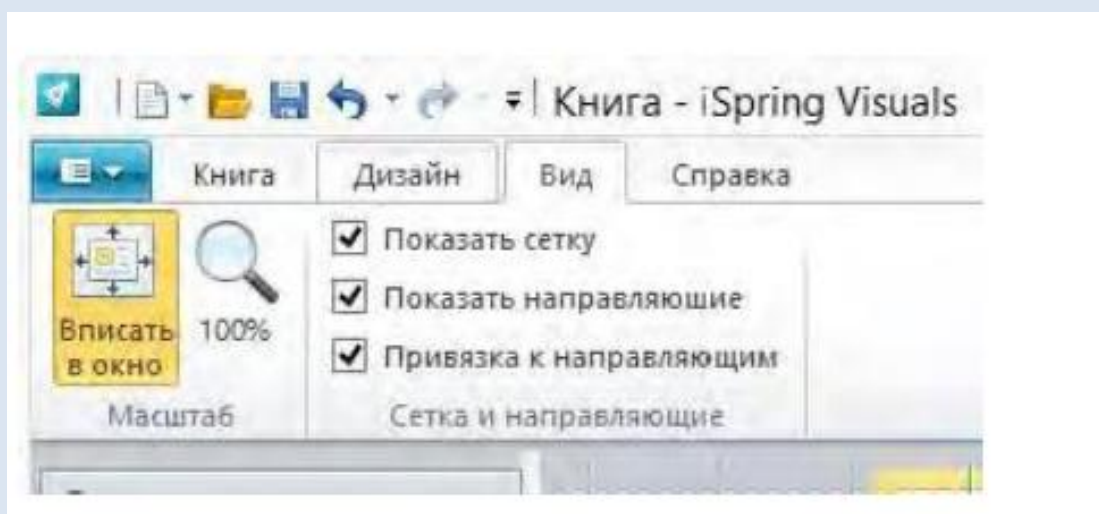 Книга - iSpring Visuals
Книга Дизайн Вид Справка
Вписать в окно
100%
Масштаб
Показать сетку
Показать направляюшие
Привязка к направляющим
Сетка и направляющие